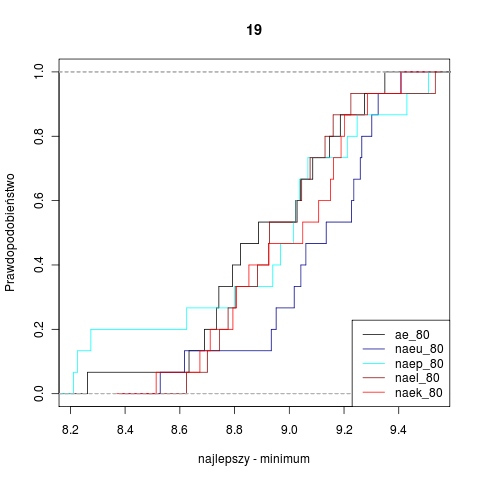 19
Prawdopodobieństwo
1.0
0.8
0.6
0.4
0.2
0.0
ae_80
naeu_80
naep_80
nael_80
naek_80
8.2 8.4 8.6 8.8 9.0 9.2 9.4
najlepszy - minimum